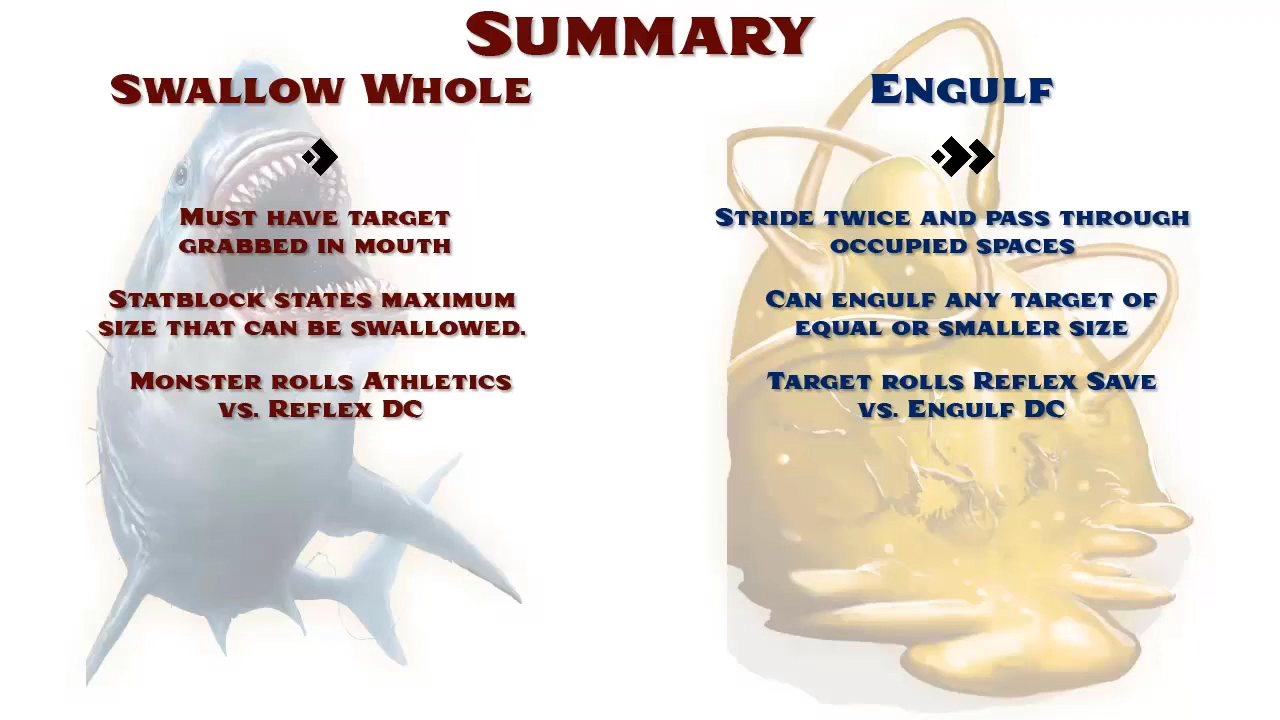 Summary
Swallow Whole
Must have target
grabbed in mouth
Statblock states maximum
size that can be swallowed.
Monster rolls Athletics
vs. Reflex DC
Engulf
Stride twice and pass through
occupied spaces
Can engulf any target of
equal or smaller size
Target rolls Reflex Save
vs. Engulf DC